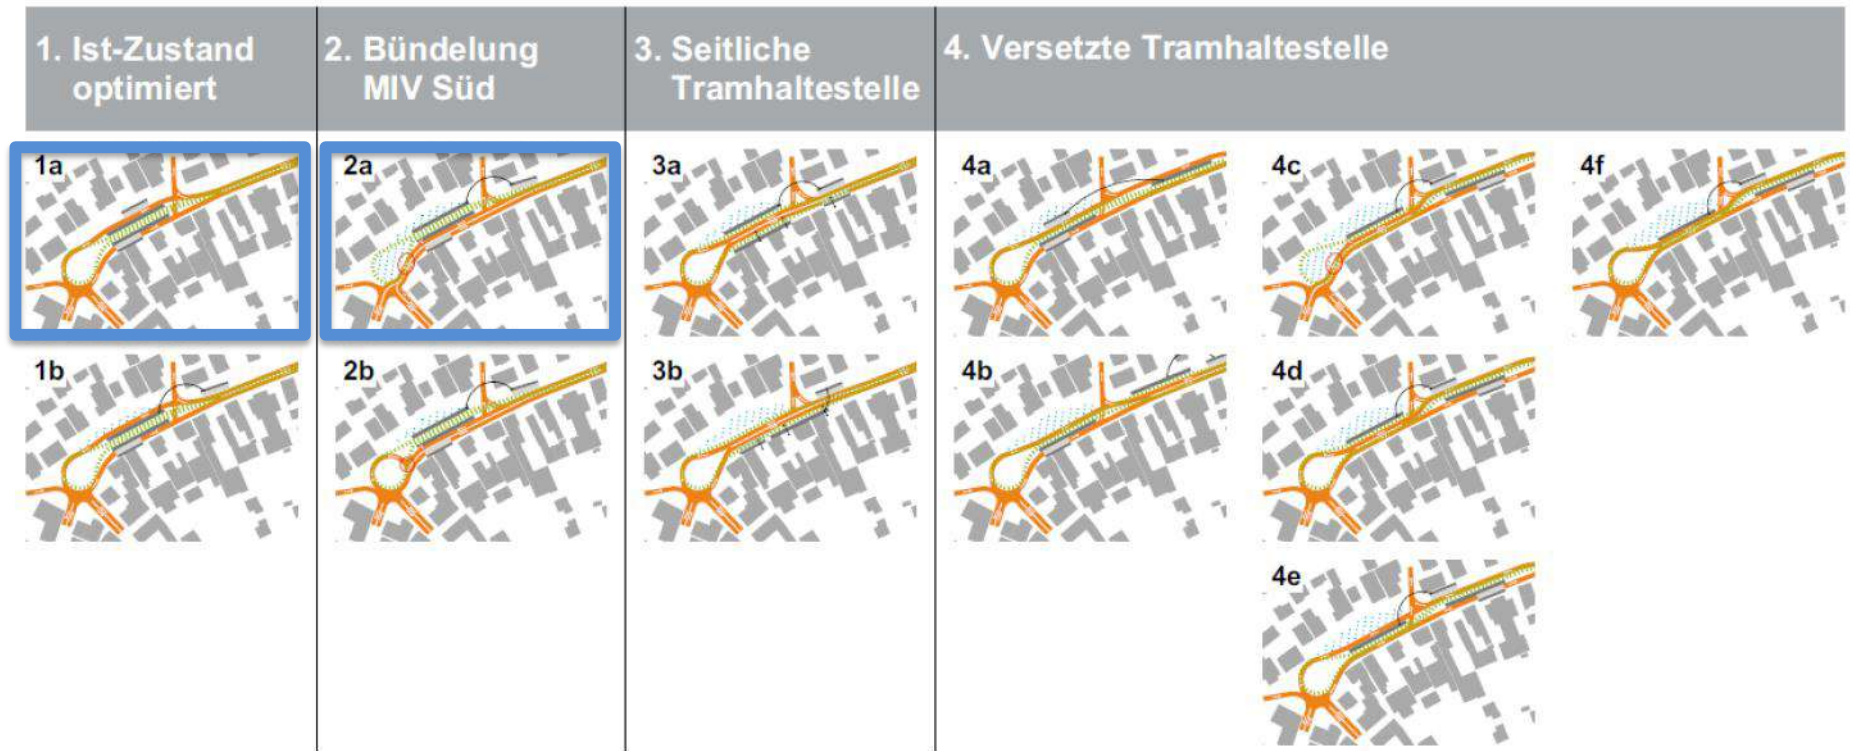 1. Ist-Zustand
optimiert
2. Bündelung
MIV Süd
3. Seitliche
Tramhaltestelle
4. Versetzte Tramhaltestelle
1a
2a
3a
4a
4c
4f
1b
2b
3b
4b
4d
4e